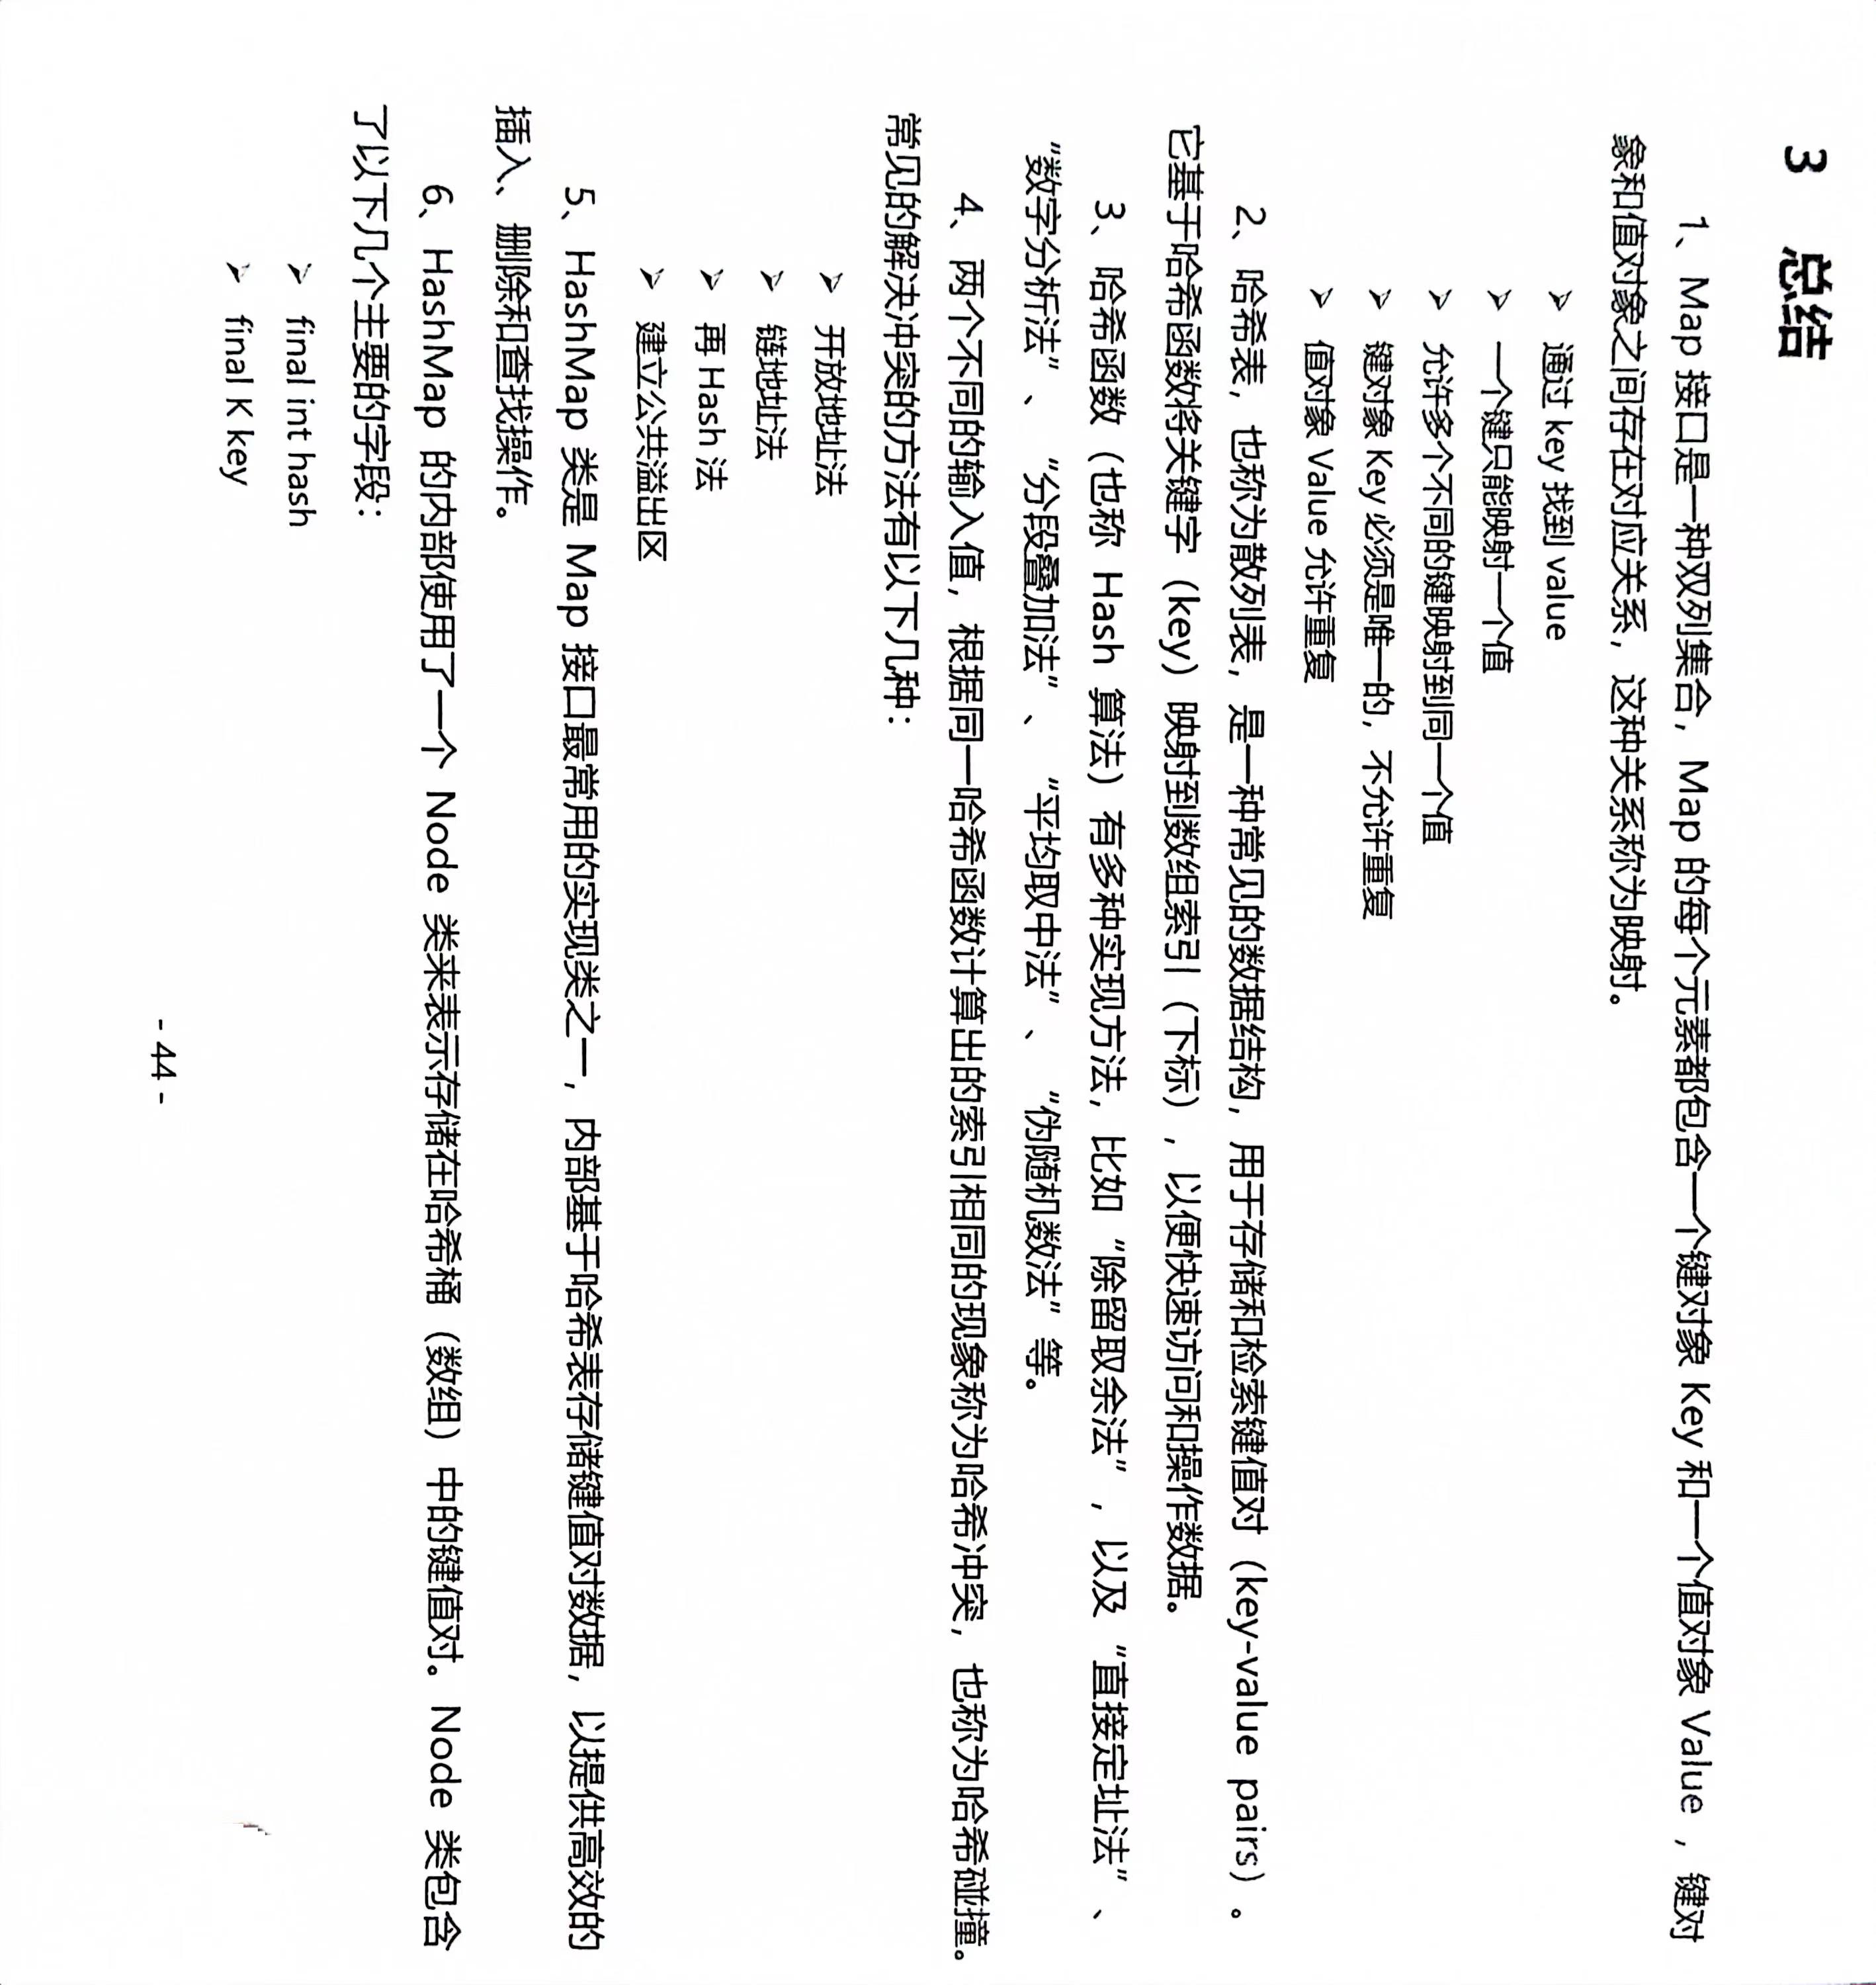 3 总结
1、Map 接口是一种双列集合，Map 的每个元素都包含一个键对象 Key 和一个值对象 Value ，键对
象和值对象之间存在对应关系，这种关系称为映射。
➢ 通过 key 找到 value
➢ 一个键只能映射一个值
➢ 允许多个不同的键映射到同一个值
➢ 键对象 Key 必须是唯一的，不允许重复
➢ 值对象 Value 允许重复
2、哈希表，也称为散列表，是一种常见的数据结构，用于存储和检索键值对（key-value pairs）。
它基于哈希函数将关键字（key）映射到数组索引（下标），以便快速访问和操作数据。
3、哈希函数（也称 Hash 算法）有多种实现方法，比如“除留取余法”，以及“直接定址法”、
“数字分析法”、“分段叠加法”、“平均取中法”、“伪随机数法”等。
4、两个不同的输入值，根据同一哈希函数计算出的索引相同的现象称为哈希冲突，也称为哈希碰撞。
常见的解决冲突的方法有以下几种：
➢ 开放地址法
➢ 链地址法
➢ 再 Hash 法
➢ 建立公共溢出区
5、HashMap 类是 Map 接口最常用的实现类之一，内部基于哈希表存储键值对数据，以提供高效的
插入、删除和查找操作。
6、HashMap 的内部使用了一个 Node 类来表示存储在哈希桶（数组）中的键值对。Node 类包含
了以下几个主要的字段：
➢ final int hash
➢ final K key
- 44 -